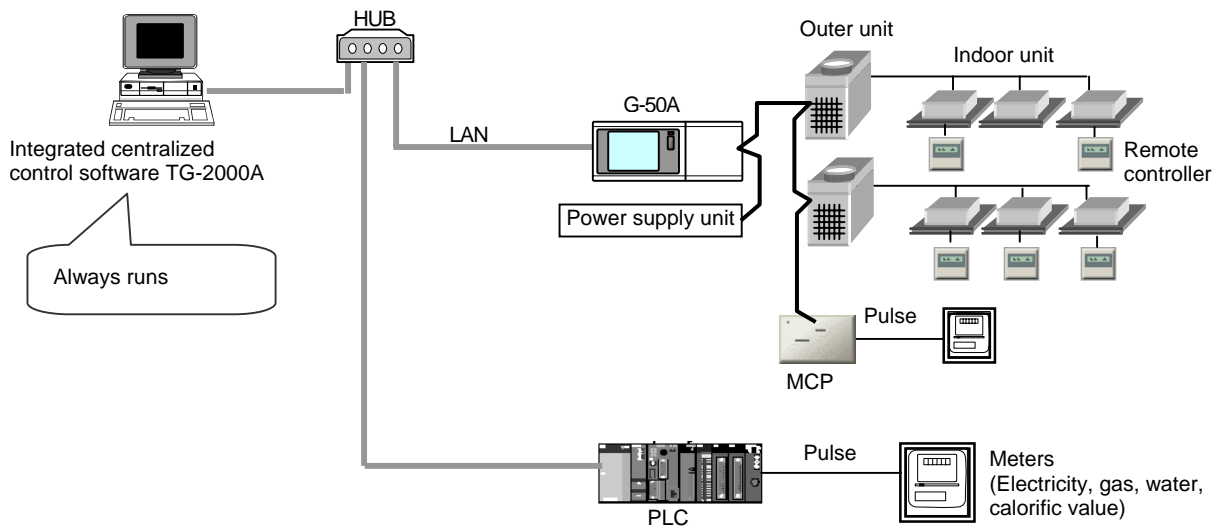 HUB
Outer unit
Indoor unit
G-50A
LAN
Integrated centralized
control software TG-2000A
Remote
controller
Power supply unit
Always runs
Pulse
MCP
Pulse
Meters
(Electricity, gas, water,
calorific value)
PLC